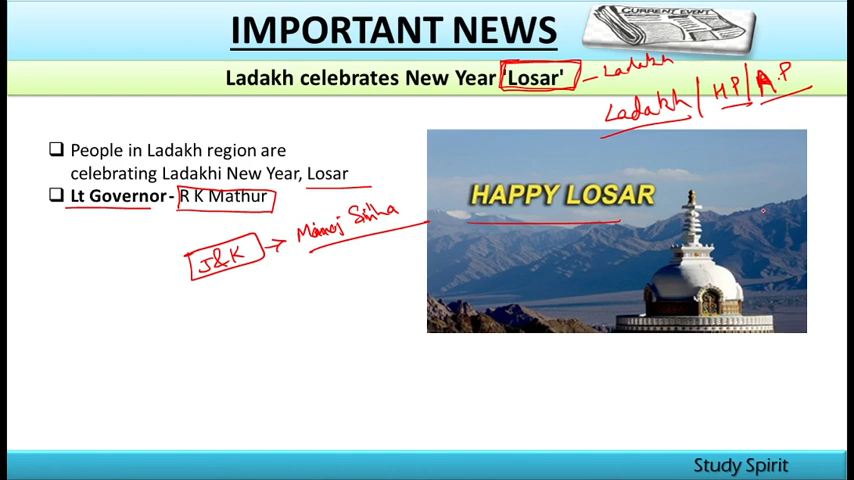 IMPORTANT NEWS
CURRENT EVENT
Ladakh celebrates New Year 'Losar'
Ladakh
Ladakh / HP / A.P
People in Ladakh region are
celebrating Ladakhi New Year, Losar
Lt Governor- R K Mathur
J&K → Manoj Sinha
HAPPY LOSAR
Study Spirit